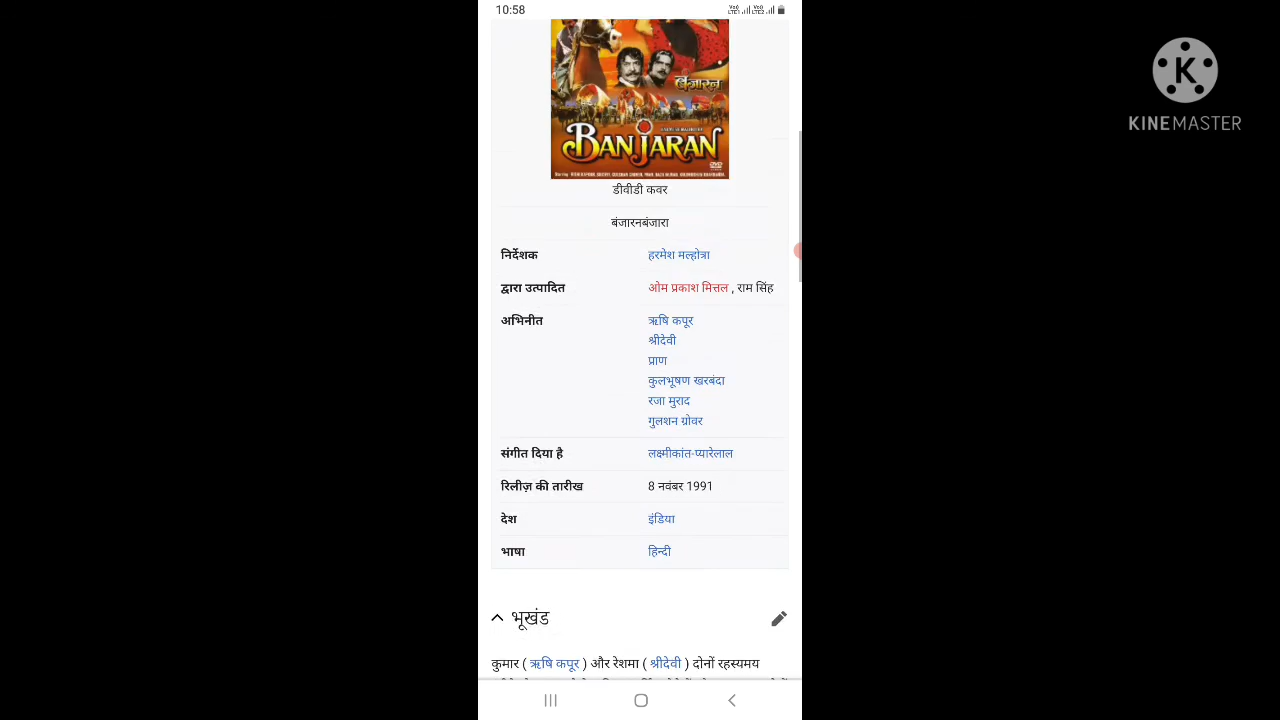 10:58
बंजारन
BANJARAN
DVD
डीवीडी कवर
बंजारनबंजारा
निर्देशक हरमेश मल्होत्रा
द्वारा उत्पादित ओम प्रकाश मित्तल , राम सिंह
अभिनीत ऋषि कपूर
श्रीदेवी
प्राण
कुलभूषण खरबंदा
रजा मुराद
गुलशन ग्रोवर
संगीत दिया है लक्ष्मीकांत-प्यारेलाल
रिलीज़ की तारीख 8 नवंबर 1991
देश इंडिया
भाषा हिन्दी
भूखंड
कुमार ( ऋषि कपूर ) और रेशमा ( श्रीदेवी ) दोनों रहस्यमय
K
KINEMASTER